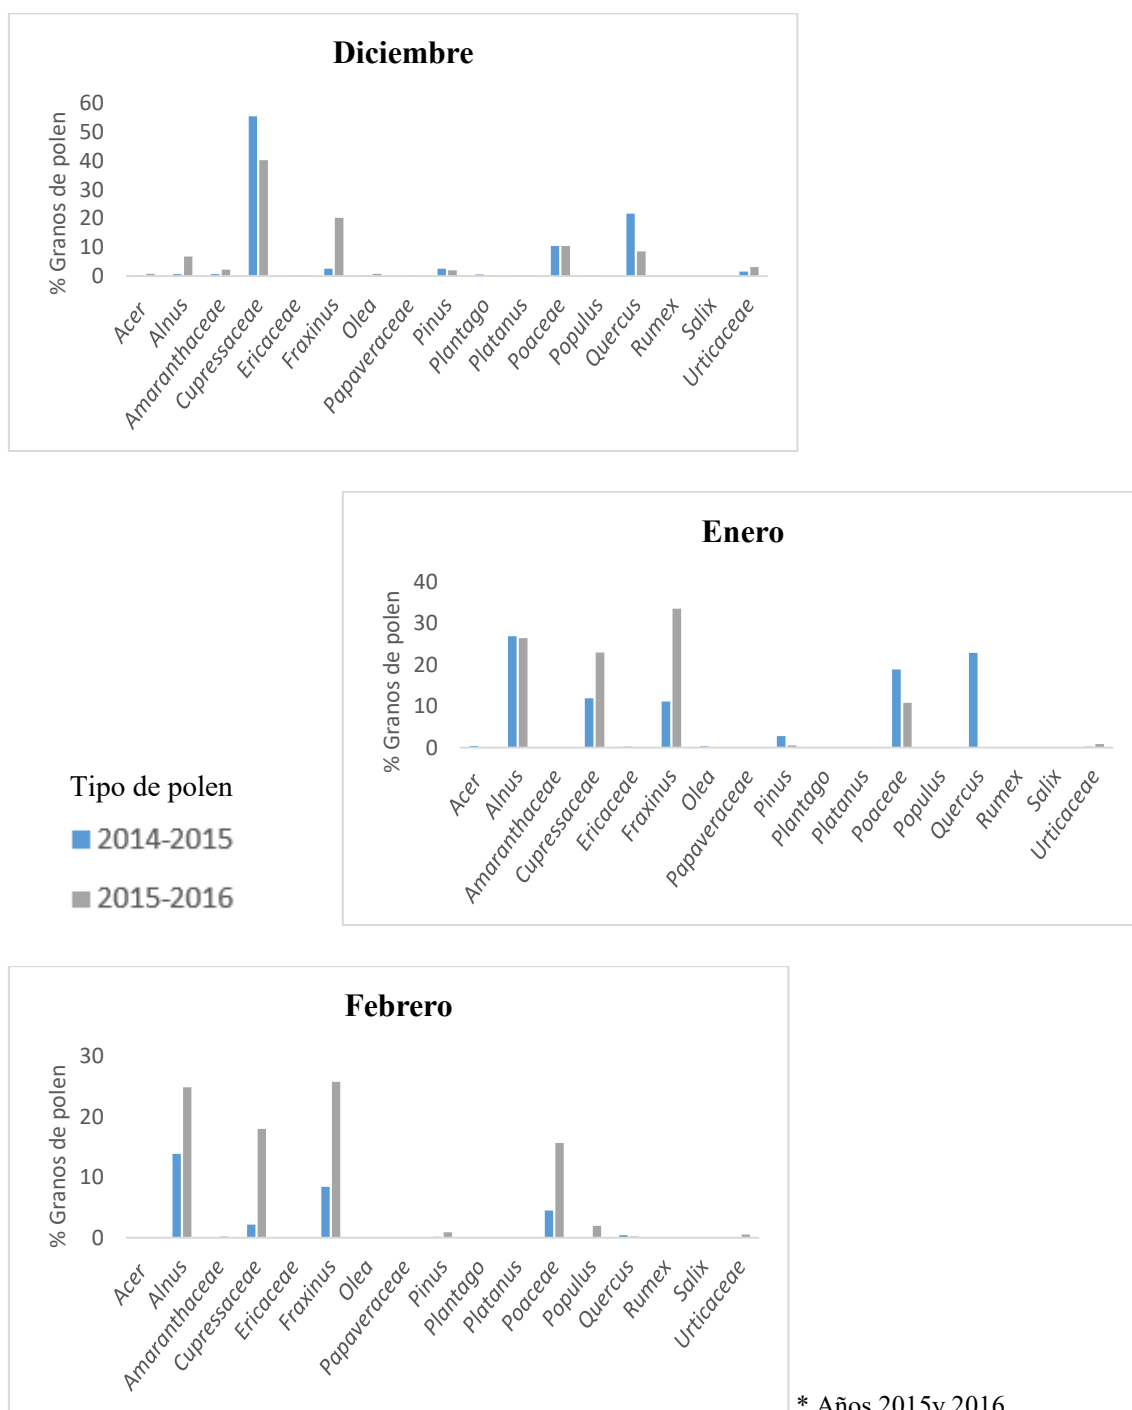 Diciembre
% Granos de polen
60
50
40
30
20
10
0
Acer
Alnus
Amaranthaceae
Cupressaceae
Ericaceae
Fraxinus
Olea
Papaveraceae
Pinus
Plantago
Platanus
Poaceae
Populus
Quercus
Rumex
Salix
Urticaceae
Enero
% Granos de polen
40
30
20
10
0
Acer
Alnus
Amaranthaceae
Cupressaceae
Ericaceae
Fraxinus
Olea
Papaveraceae
Pinus
Plantago
Platanus
Poaceae
Populus
Quercus
Rumex
Salix
Urticaceae
Tipo de polen
2014-2015
2015-2016
Febrero
% Granos de polen
30
20
10
0
Acer
Alnus
Amaranthaceae
Cupressaceae
Ericaceae
Fraxinus
Olea
Papaveraceae
Pinus
Plantago
Platanus
Poaceae
Populus
Quercus
Rumex
Salix
Urticaceae
* Años 2015y 2016